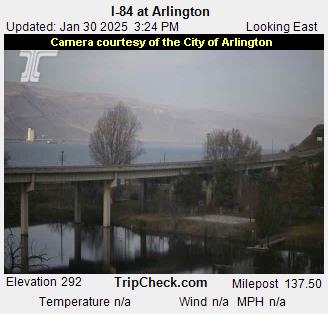 I-84 at Arlington
Updated: Jan 30 2025 3:24 PM Looking East
Camera courtesy of the City of Arlington
Elevation 292 TripCheck.com Milepost 137.50
Temperature n/a Wind n/a MPH n/a